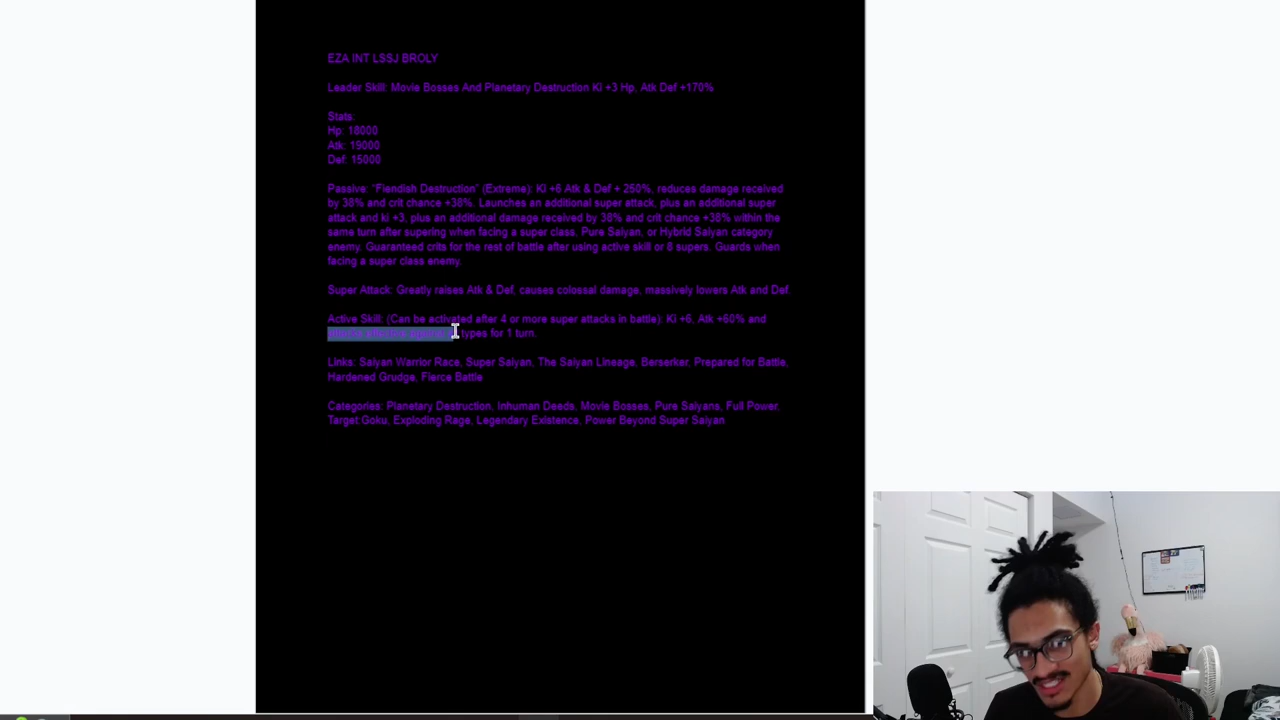 EZA INT LSSJ BROLY
Leader Skill: Movie Bosses And Planetary Destruction Ki +3 Hp, Atk Def +170%
Stats:
Hp: 18000
Atk: 19000
Def: 15000
Passive: “Fiendish Destruction” (Extreme): Ki +6 Atk & Def + 250%, reduces damage received
by 38% and crit chance +38%. Launches an additional super attack, plus an additional super
attack and ki +3, plus an additional damage received by 38% and crit chance +38% within the
same turn after supering when facing a super class, Pure Saiyan, or Hybrid Saiyan category
enemy. Guaranteed crits for the rest of battle after using active skill or 8 supers. Guards when
facing a super class enemy.
Super Attack: Greatly raises Atk & Def, causes colossal damage, massively lowers Atk and Def
Active Skill: (Can be activated after 4 or more super attacks in battle): Ki +6, Atk +60% and
types for 1 turn.
Links: Saiyan Warrior Race, Super Saiyan, The Saiyan Lineage, Berserker, Prepared for Battle,
Hardened Grudge, Fierce Battle
Categories: Planetary Destruction, Inhuman Deeds, Movie Bosses, Pure Saiyans, Full Power,
Target Goku, Exploding Rage, Legendary Existence, Power Beyond Super Saiyan